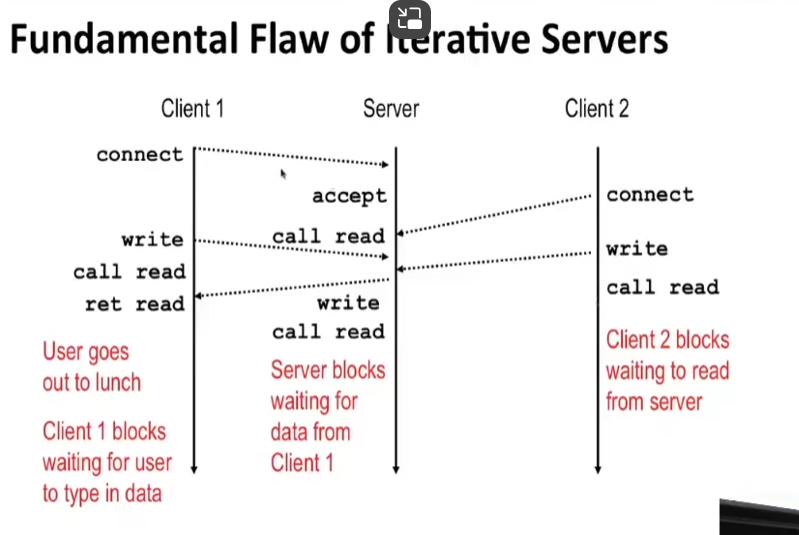 Fundamental Flaw of Iterative Servers
Client 1
Server
Client 2
connect
accept
connect
write
call read
write
call read
call read
ret read
write
call read
User goes
out to lunch
Client 1 blocks
waiting for user
to type in data
Server blocks
waiting for
data from
Client 1
Client 2 blocks
waiting to read
from server